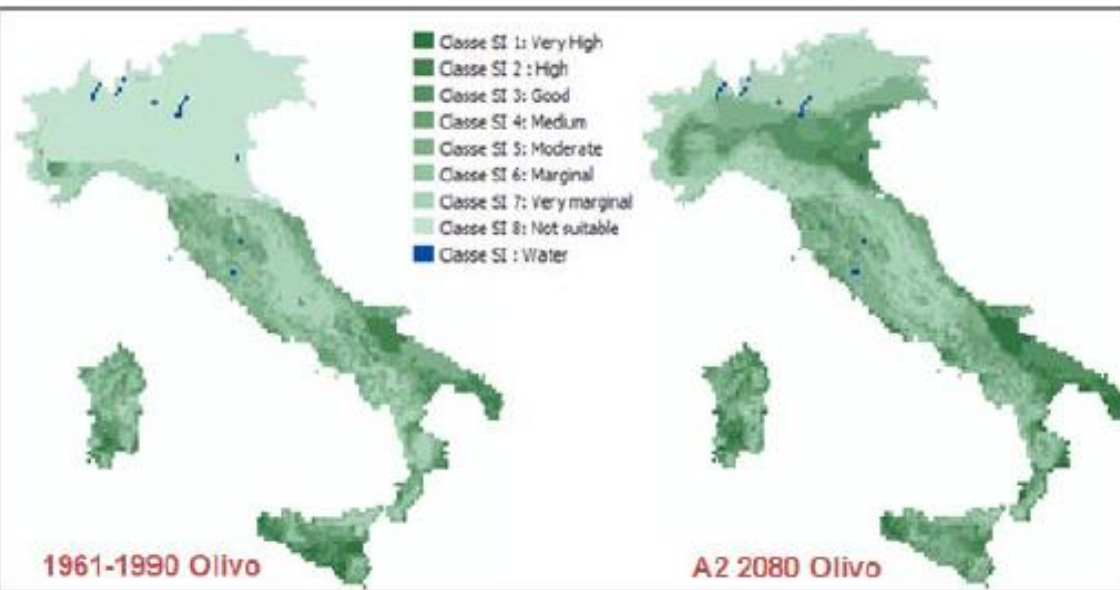 Classe SI 1: Very High
Classe SI 2 : High
Classe SI 3: Good
Classe SI 4: Medium
Classe SI 5: Moderate
Classe SI 6: Marginal
Classe SI 7: Very marginal
Classe SI 8: Not suitable
Classe SI : Water
1961-1990 Olivo
A2 2080 Olivo